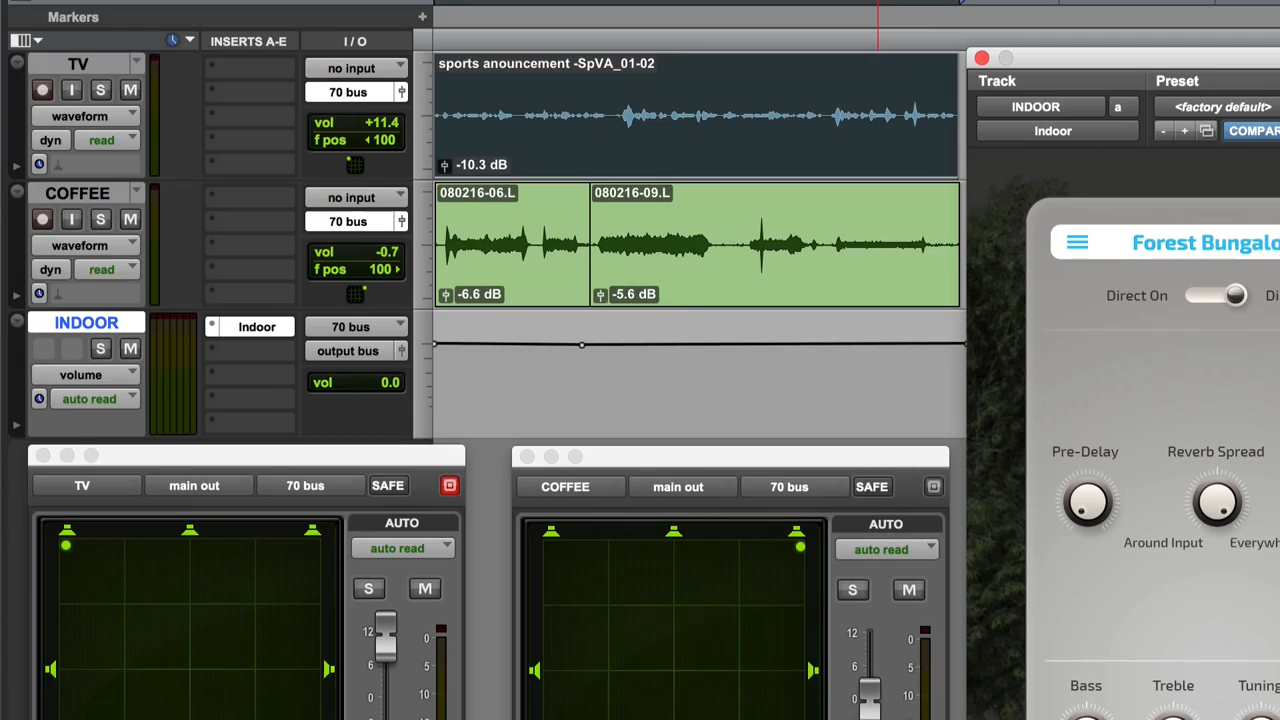 Markers +
INSERTS A-E I / O
TV
no input
I S M
70 bus
waveform
vol +11.4
dyn read
f pos 100
sports anouncement -SpVA_01-02
-10.3 dB
COFFEE
no input
I S M
70 bus
waveform
vol -0.7
dyn read
f pos 100
080216-06.L 080216-09.L
-6.6 dB -5.6 dB
INDOOR
Indoor 70 bus
S M
output bus
volume
vol 0.0
auto read
Track Preset
INDOOR a <factory default>
Indoor - +
Direct On
Pre-Delay Reverb Spread
Around Input
Bass Treble Tuning
TV main out 70 bus SAFE
AUTO
auto read
S M
12 0
6 5
0 10
COFFEE main out 70 bus SAFE
AUTO
auto read
S M
12 0
6 5
0 10